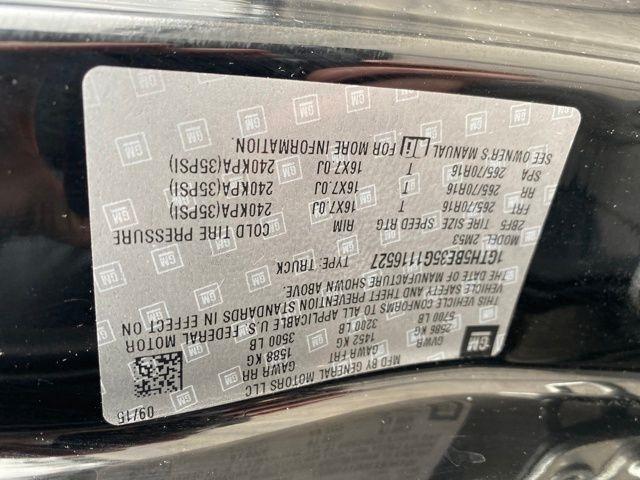 MFD BY GENERAL MOTORS LLC
09/15
GVWR GAWR FRT GAWR RR
2586 KG 1452 KG 1588 KG
5700 LB 3200 LB 3500 LB
THIS VEHICLE CONFORMS TO ALL APPLICABLE U.S. FEDERAL MOTOR
VEHICLE SAFETY AND THEFT PREVENTION STANDARDS IN EFFECT ON
THE DATE OF MANUFACTURE SHOWN ABOVE.
1GTH5BE35G1116527 TYPE: TRUCK
MODEL: 2M53
2BF5 TIRE SIZE SPEED RTG RIM COLD TIRE PRESSURE
FRT 265/70R16 T 16X7.0J 240KPA(35PSI)
RR 265/70R16 T 16X7.0J 240KPA(35PSI)
SPA 265/70R16 T 16X7.0J 240KPA(35PSI)
SEE OWNER'S MANUAL i FOR MORE INFORMATION.
GM